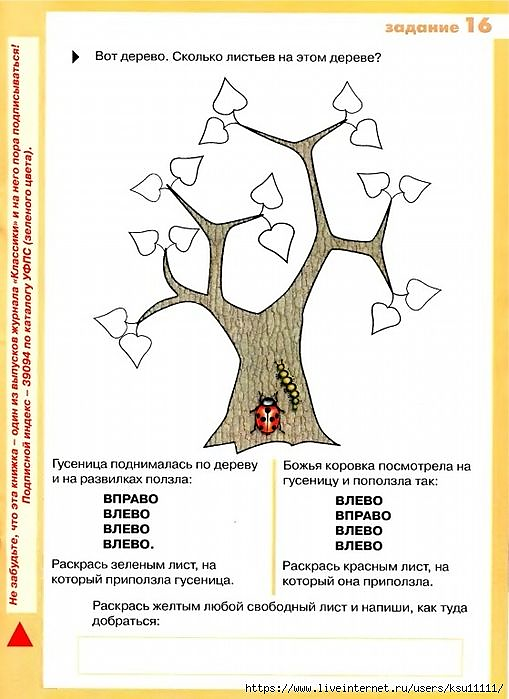 задание 16
Вот дерево. Сколько листьев на этом дереве?
Не забудьте, что эта книжка – один из выпусков журнала «Классики» и на него пора подписываться!
Подписной индекс – 39094 по каталогу УФПС (зеленого цвета).
Гусеница поднималась по дереву
и на развилках ползла:
ВПРАВО
ВЛЕВО
ВЛЕВО
ВЛЕВО.
Раскрась зеленым лист, на
который приползла гусеница.
Божья коровка посмотрела на
гусеницу и поползла так:
ВЛЕВО
ВПРАВО
ВЛЕВО
ВЛЕВО
Раскрась красным лист, на
который она приползла.
Раскрась желтым любой свободный лист и напиши, как туда
добраться:
https://www.liveinternet.ru/users/ksu11111/